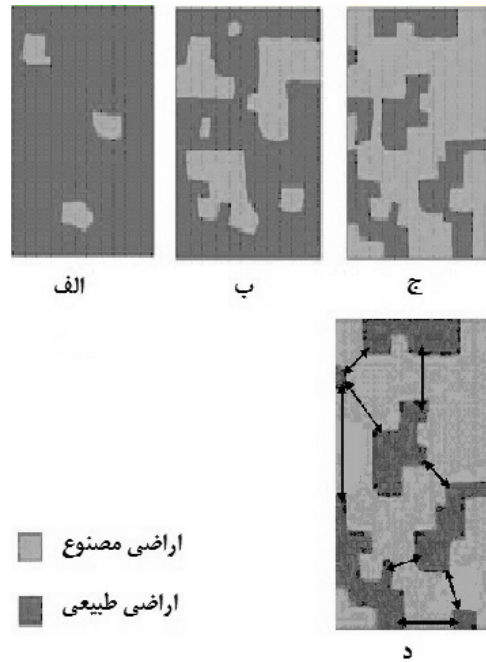 الف
ب
ج
د
اراضی مصنوع
اراضی طبیعی